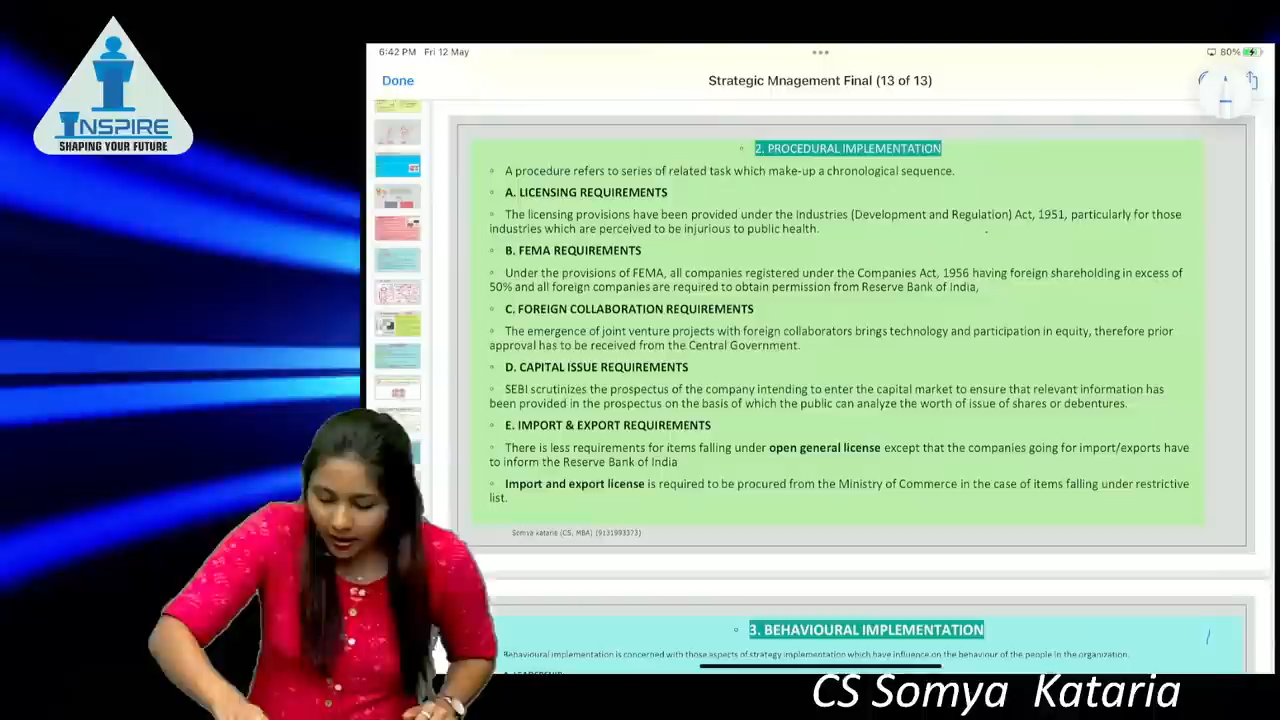 INSPIRE
SHAPING YOUR FUTURE
6:42 PM Fri 12 May
80%
Done
Strategic Mnagement Final (13 of 13)
2. PROCEDURAL IMPLEMENTATION
A procedure refers to series of related task which make-up a chronological sequence.
A. LICENSING REQUIREMENTS
The licensing provisions have been provided under the Industries (Development and Regulation) Act, 1951, particularly for those
industries which are perceived to be injurious to public health.
B. FEMA REQUIREMENTS
Under the provisions of FEMA, all companies registered under the Companies Act, 1956 having foreign shareholding in excess of
50% and all foreign companies are required to obtain permission from Reserve Bank of India,
C. FOREIGN COLLABORATION REQUIREMENTS
The emergence of joint venture projects with foreign collaborators brings technology and participation in equity, therefore prior
approval has to be received from the Central Government.
D. CAPITAL ISSUE REQUIREMENTS
SEBI scrutinizes the prospectus of the company intending to enter the capital market to ensure that relevant information has
been provided in the prospectus on the basis of which the public can analyze the worth of issue of shares or debentures.
E. IMPORT & EXPORT REQUIREMENTS
There is less requirements for items falling under open general license except that the companies going for import/exports have
to inform the Reserve Bank of India
Import and export license is required to be procured from the Ministry of Commerce in the case of items falling under restrictive
list.
Somya kataria (CS, MBA) (9131993373)
3. BEHAVIOURAL IMPLEMENTATION
Behavioural implementation is concerned with those aspects of strategy implementation which have influence on the behaviour of the people in the organization.
CS Somya Kataria